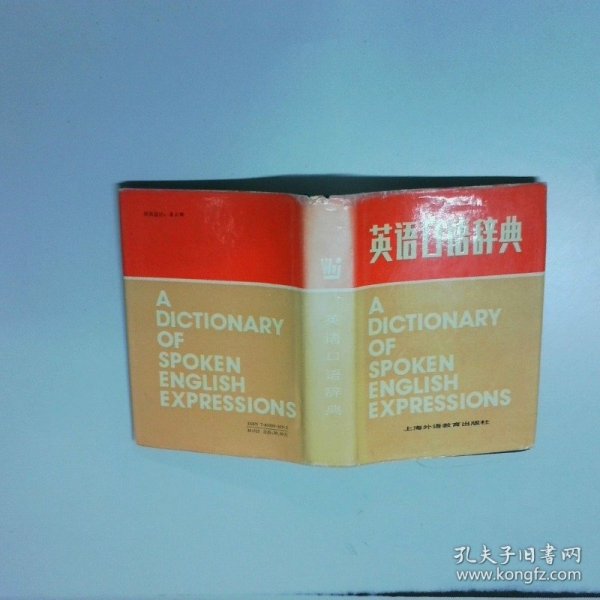 A
DICTIONARY
OF
SPOKEN
ENGLISH
EXPRESSIONS
英语口语辞典
英语口语辞典
A
DICTIONARY
OF
SPOKEN
ENGLISH
EXPRESSIONS
上海外语教育出版社
孔夫子旧书网
www.kongfz.com